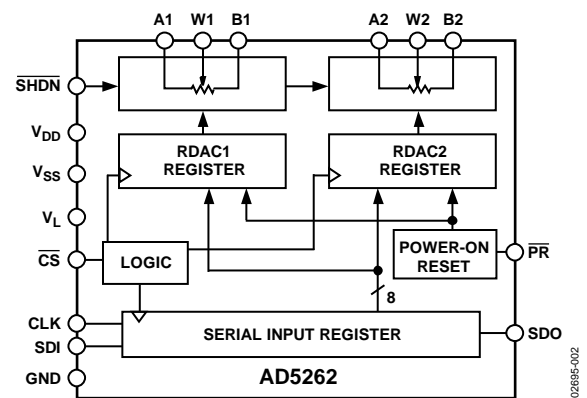 A1 W1 B1 A2 W2 B2
SHDN
VDD
RDAC1
REGISTER
RDAC2
REGISTER
VSS
VL
CS
LOGIC
POWER-ON
RESET
PR
8
CLK
SDI
SERIAL INPUT REGISTER
SDO
GND
AD5262
02695-002